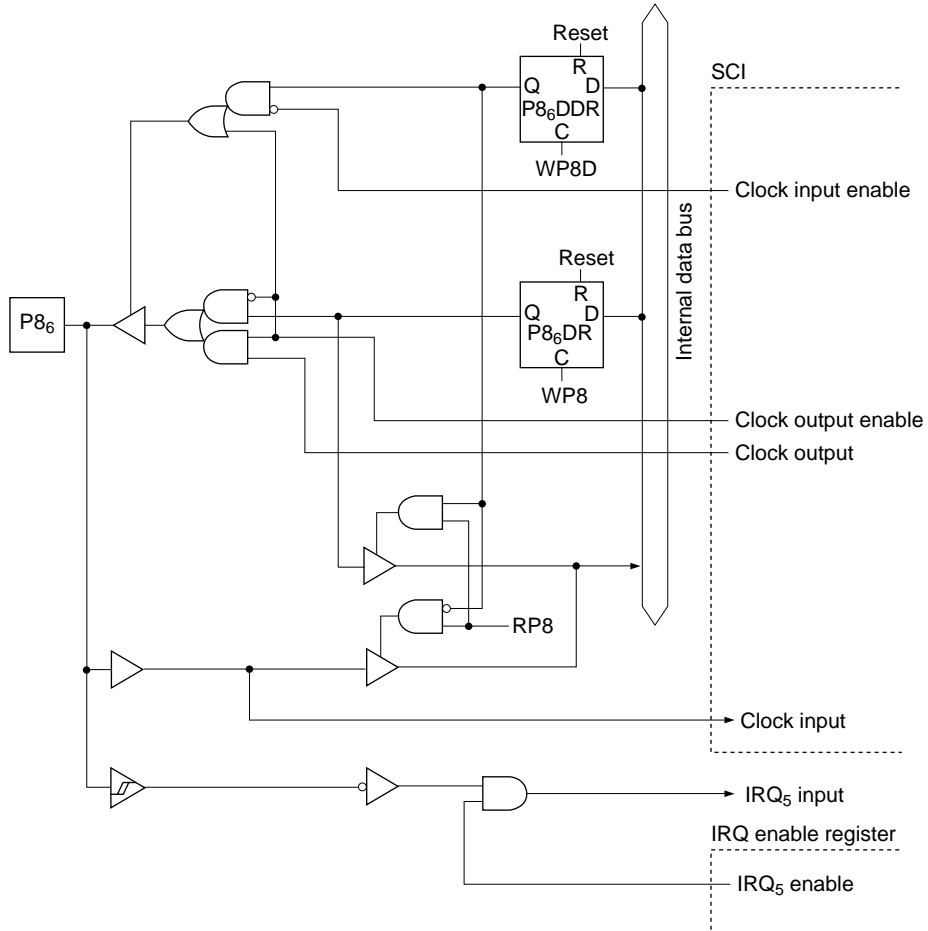 Reset
R
Q D
P8₆DDR
C
WP8D
SCI
Clock input enable
Internal data bus
Reset
R
Q D
P8₆DR
C
WP8
P8₆
Clock output enable
Clock output
RP8
Clock input
IRQ₅ input
IRQ enable register
IRQ₅ enable